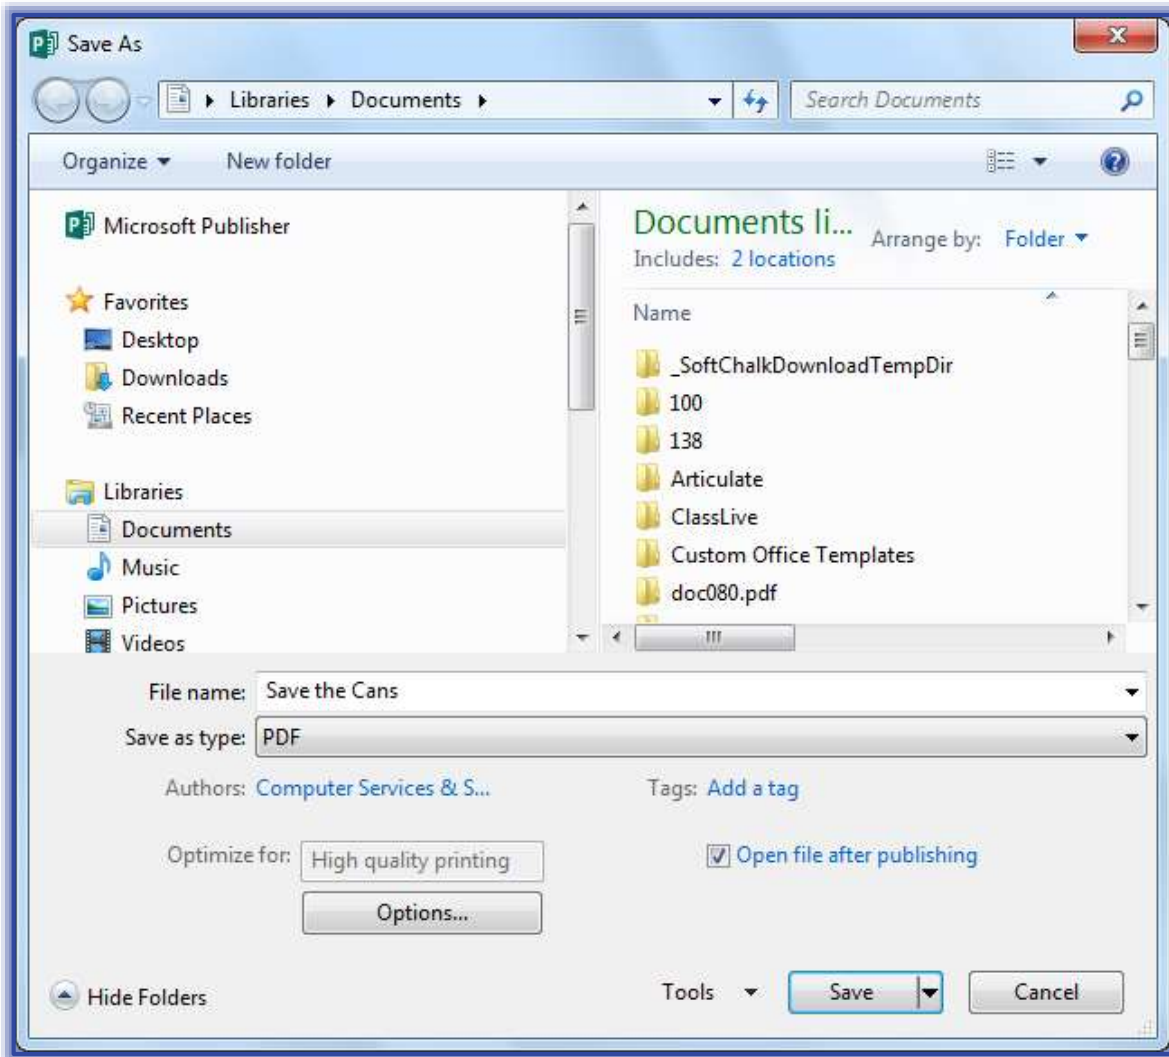 Save As
Libraries Documents
Search Documents
Organize New folder
Microsoft Publisher
Favorites
Desktop
Downloads
Recent Places
Libraries
Documents
Music
Pictures
Videos
Documents li...
Includes: 2 locations
Arrange by: Folder
Name
_SoftChalkDownloadTempDir
100
138
Articulate
ClassLive
Custom Office Templates
doc080.pdf
File name: Save the Cans
Save as type: PDF
Authors: Computer Services & S...
Tags: Add a tag
Optimize for: High quality printing
Open file after publishing
Options...
Hide Folders
Tools Save Cancel